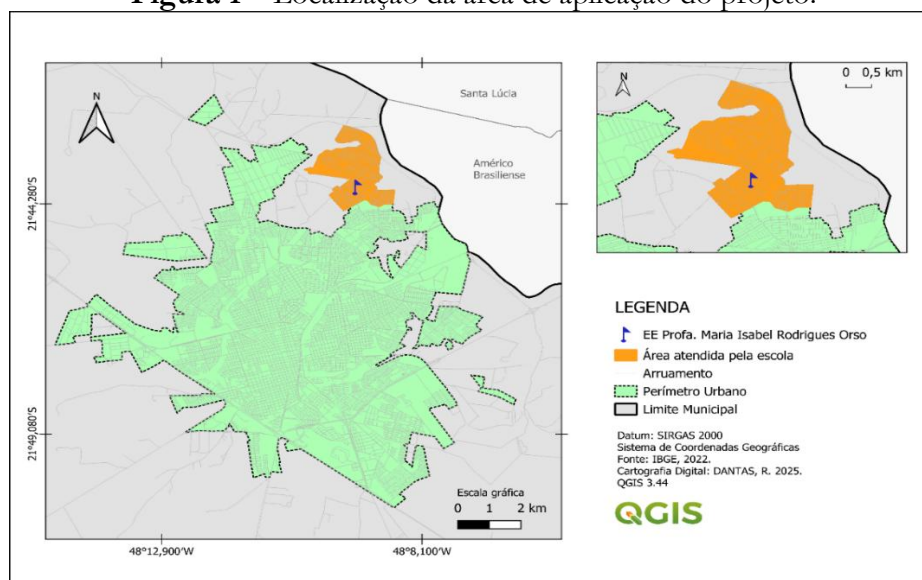 Figura 1 – Localização da área de aplicação do projeto.
N
Santa Lúcia
Américo
Brasiliense
21°44,280'S
21°49,080'S
Escala gráfica
0 1 2 km
48°12,900'W
48°8,100'W
N
0 0,5 km
LEGENDA
EE Profa. Maria Isabel Rodrigues Orso
Área atendida pela escola
Arruamento
Perímetro Urbano
Limite Municipal
Datum: SIRGAS 2000
Sistema de Coordenadas Geográficas
Fonte: IBGE, 2022.
Cartografia Digital: DANTAS, R. 2025.
QGIS 3.44
QGIS